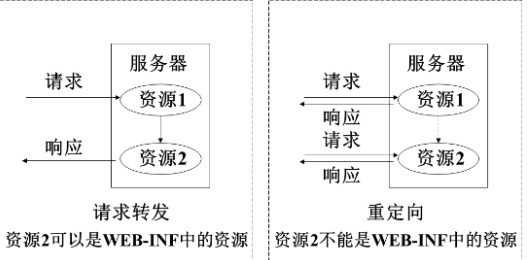 服务器
请求
资源1
响应
资源2
请求转发
资源2可以是WEB-INF中的资源
服务器
请求
资源1
响应
请求
资源2
响应
重定向
资源2不能是WEB-INF中的资源